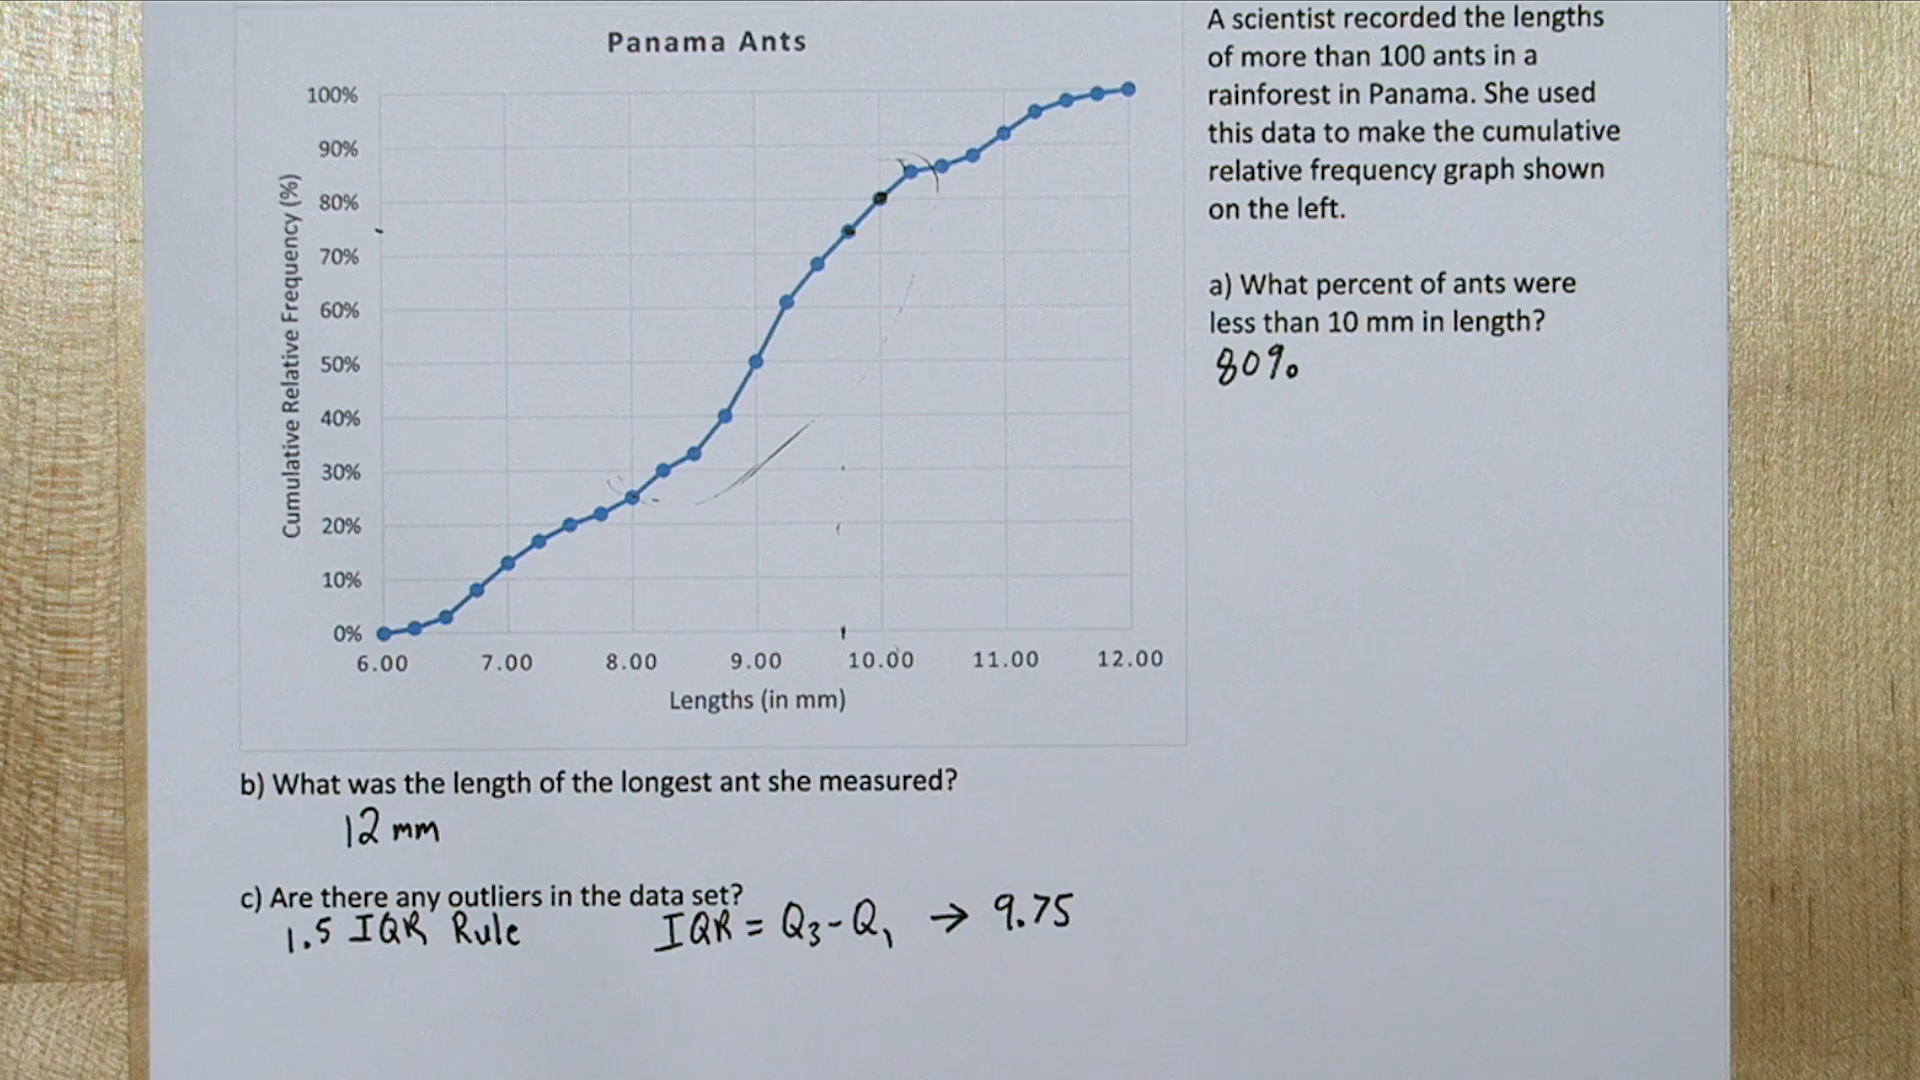 Panama Ants
100%
90%
80%
70%
60%
50%
40%
30%
20%
10%
0%
Cumulative Relative Frequency (%)
6.00 7.00 8.00 9.00 10.00 11.00 12.00
Lengths (in mm)
A scientist recorded the lengths
of more than 100 ants in a
rainforest in Panama. She used
this data to make the cumulative
relative frequency graph shown
on the left.
a) What percent of ants were
less than 10 mm in length?
80%
b) What was the length of the longest ant she measured?
12 mm
c) Are there any outliers in the data set?
1.5 IQR Rule IQR = Q₃ - Q₁ → 9.75